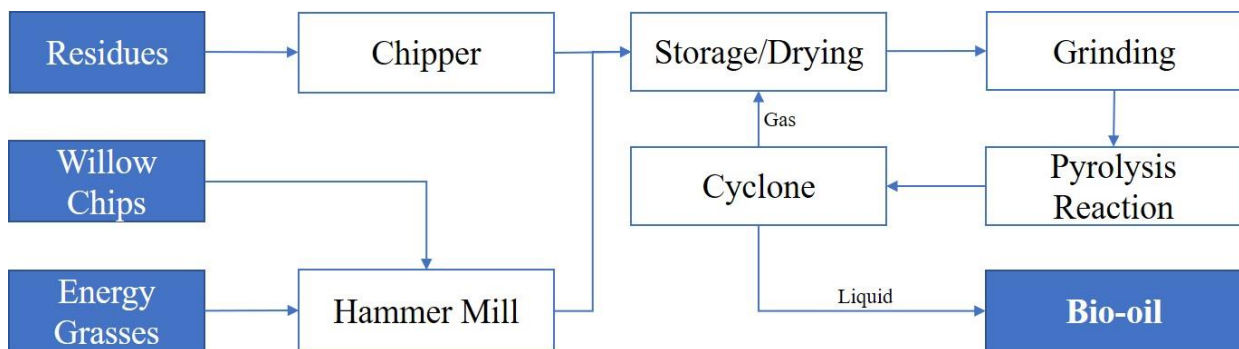 Residues
Chipper
Storage/Drying
Grinding
Gas
Willow
Chips
Cyclone
Pyrolysis
Reaction
Energy
Grasses
Hammer Mill
Liquid
Bio-oil